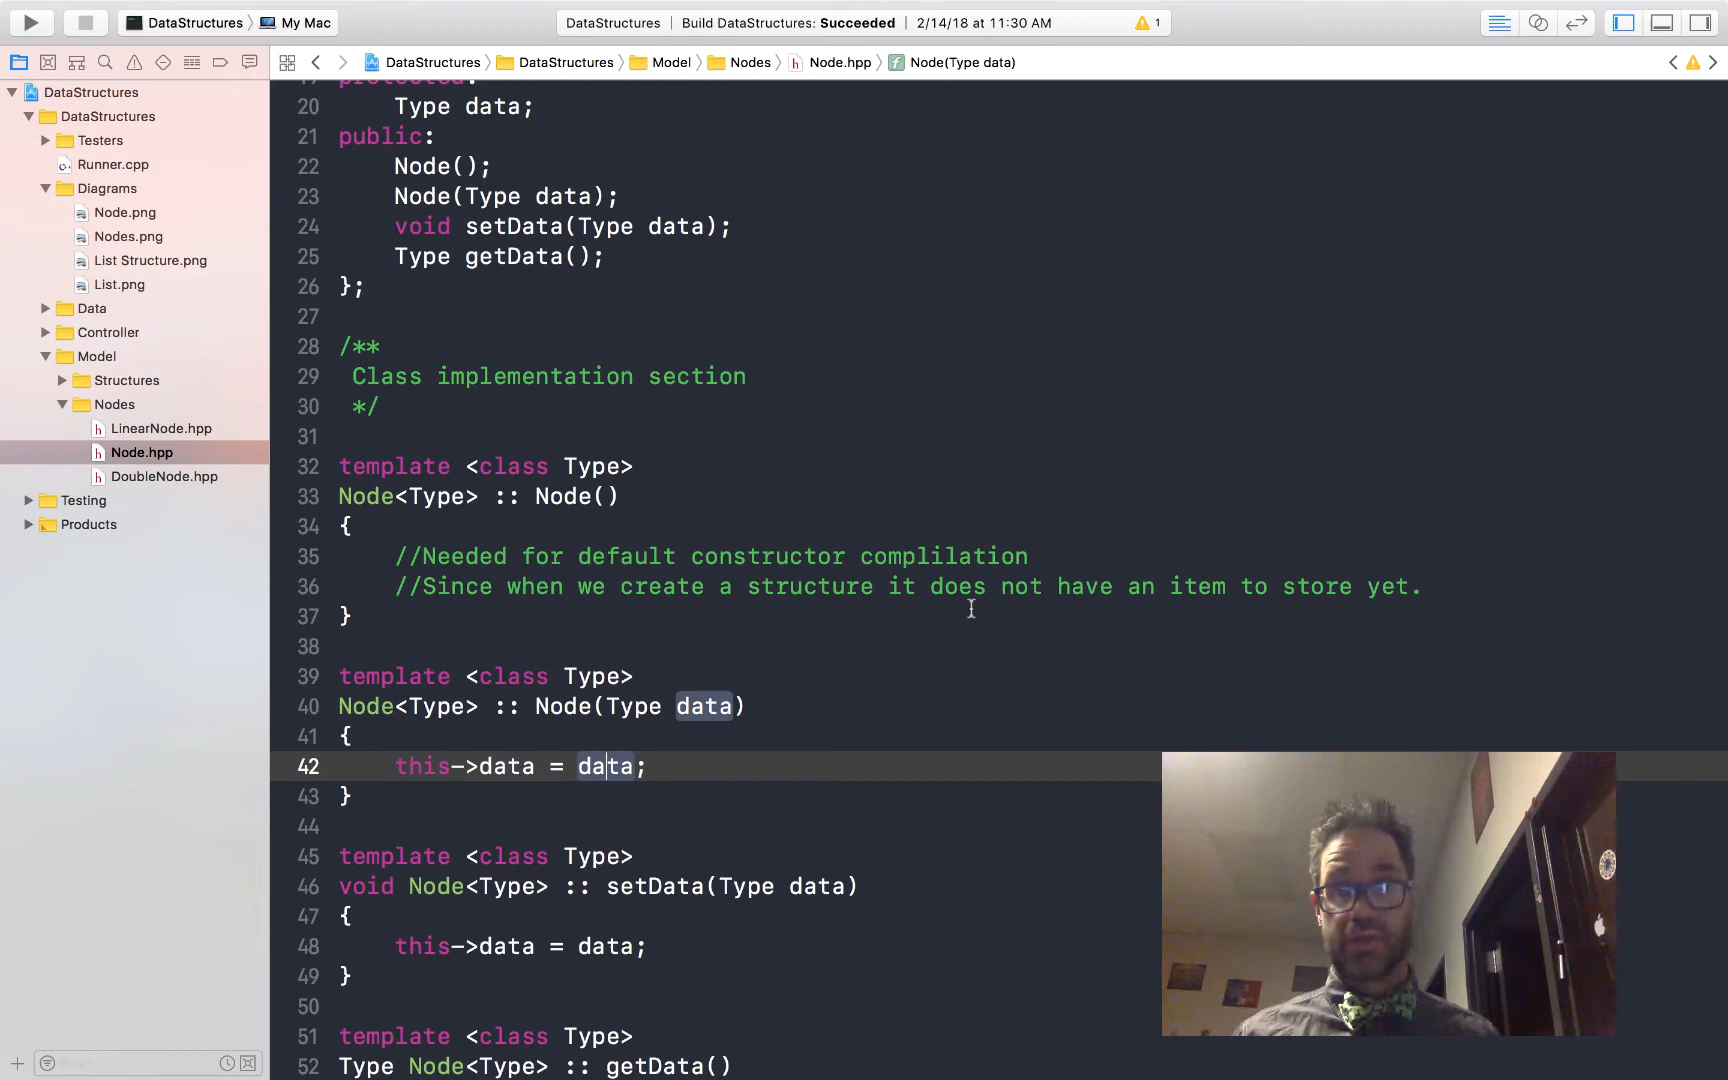 DataStructures
My Mac
DataStructures | Build DataStructures: Succeeded | 2/14/18 at 11:30 AM
1
DataStructures
DataStructures
Model
Nodes
Node.hpp
Node(Type data)
DataStructures
DataStructures
Testers
Runner.cpp
Diagrams
Node.png
Nodes.png
List Structure.png
List.png
Data
Controller
Model
Structures
Nodes
LinearNode.hpp
Node.hpp
DoubleNode.hpp
Testing
Products
Filter
protected:
20 Type data;
21 public:
22 Node();
23 Node(Type data);
24 void setData(Type data);
25 Type getData();
26 };
27
28 /**
29 Class implementation section
30 */
31
32 template <class Type>
33 Node<Type> :: Node()
34 {
35 //Needed for default constructor complilation
36 //Since when we create a structure it does not have an item to store yet.
37 }
38
39 template <class Type>
40 Node<Type> :: Node(Type data)
41 {
42 this->data = data;
43 }
44
45 template <class Type>
46 void Node<Type> :: setData(Type data)
47 {
48 this->data = data;
49 }
50
51 template <class Type>
52 Type Node<Type> :: getData()